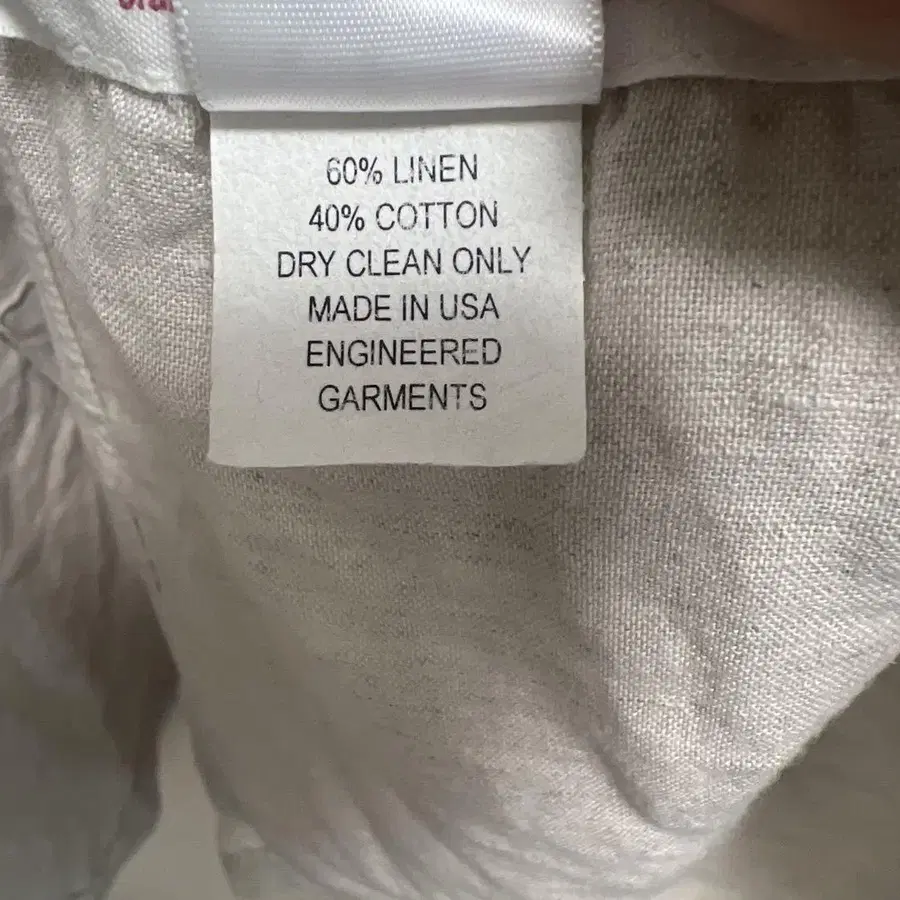 60% LINEN
40% COTTON
DRY CLEAN ONLY
MADE IN USA
ENGINEERED
GARMENTS